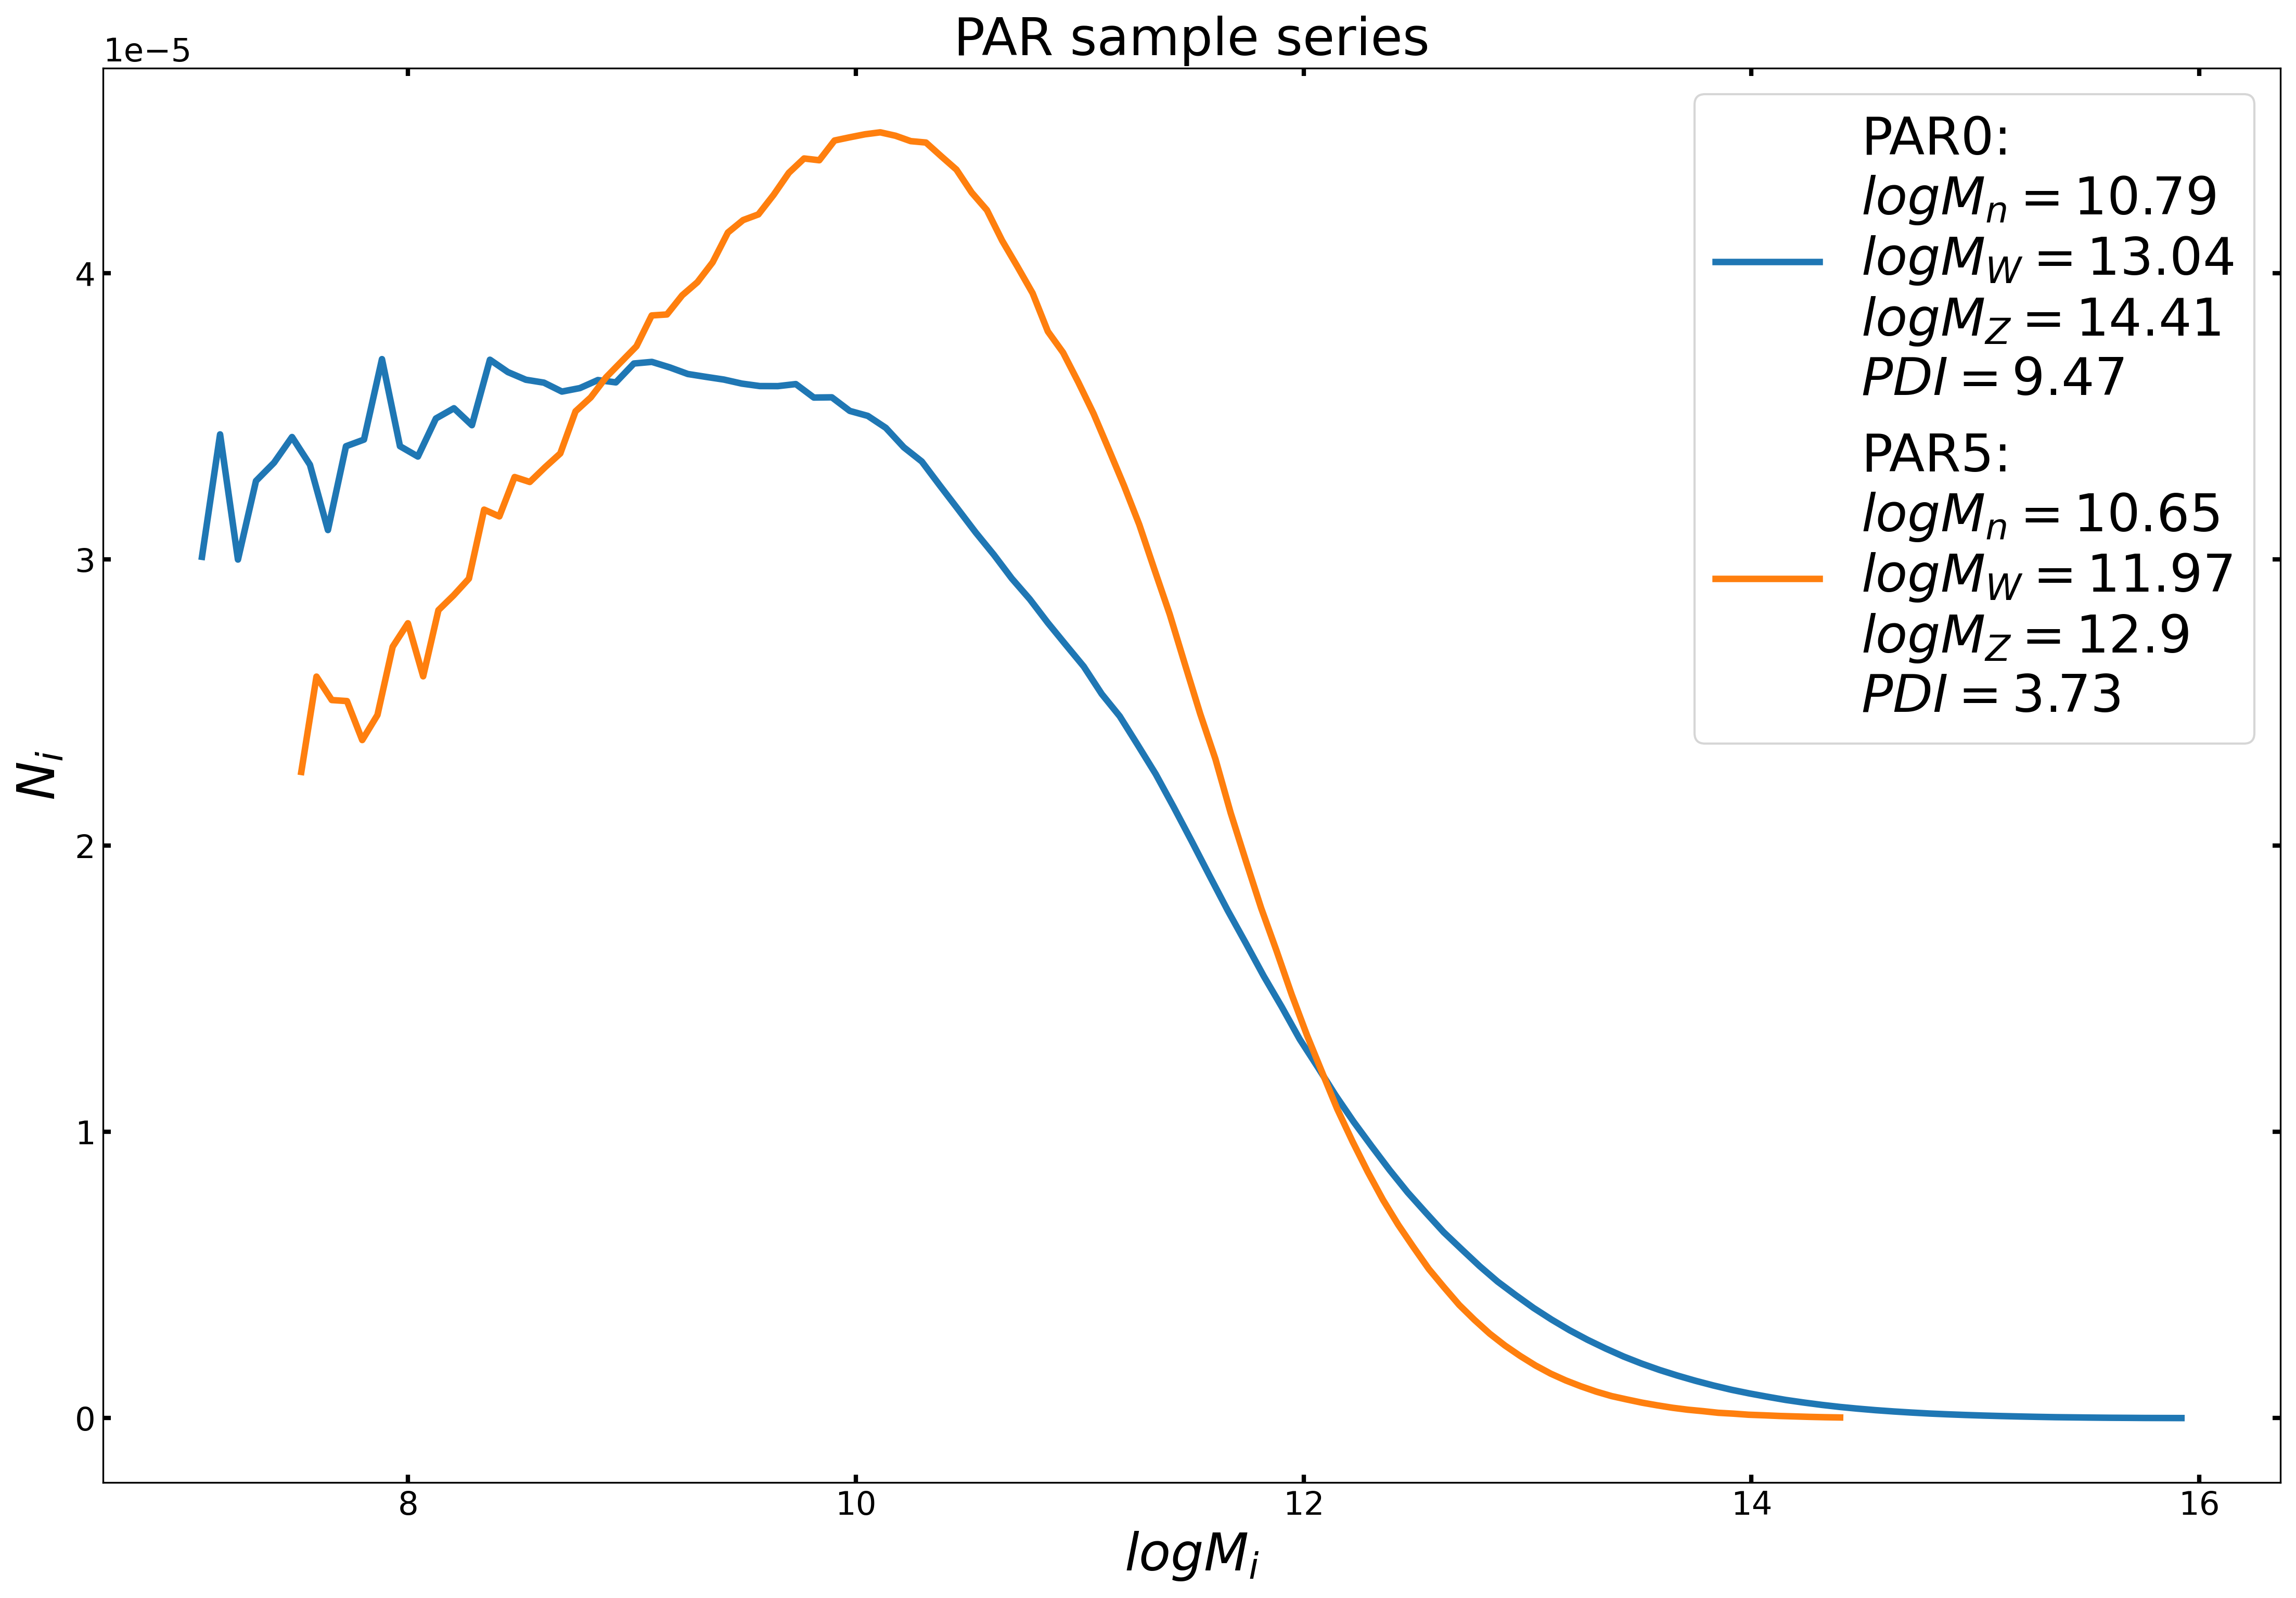 PAR sample series
1e−5
4
3
2
1
0
N_i
8
10
12
14
16
logM_i
PAR0:
logM_n = 10.79
logM_W = 13.04
logM_Z = 14.41
PDI = 9.47
PAR5:
logM_n = 10.65
logM_W = 11.97
logM_Z = 12.9
PDI = 3.73